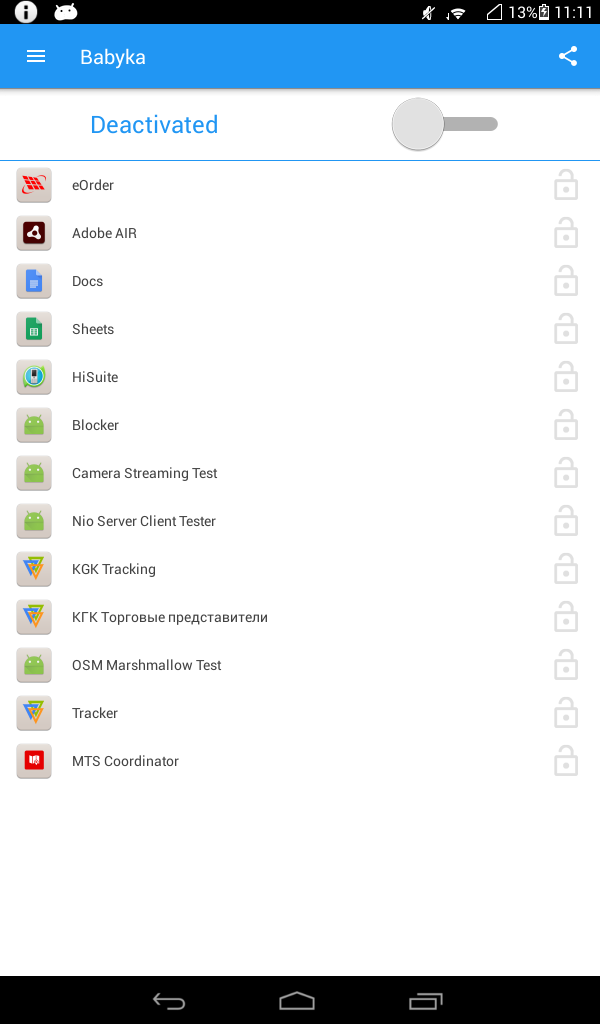 13% 11:11
Babyka
Deactivated
eOrder
Adobe AIR
Docs
Sheets
HiSuite
Blocker
Camera Streaming Test
Nio Server Client Tester
KGK Tracking
КГК Торговые представители
OSM Marshmallow Test
Tracker
MTS Coordinator